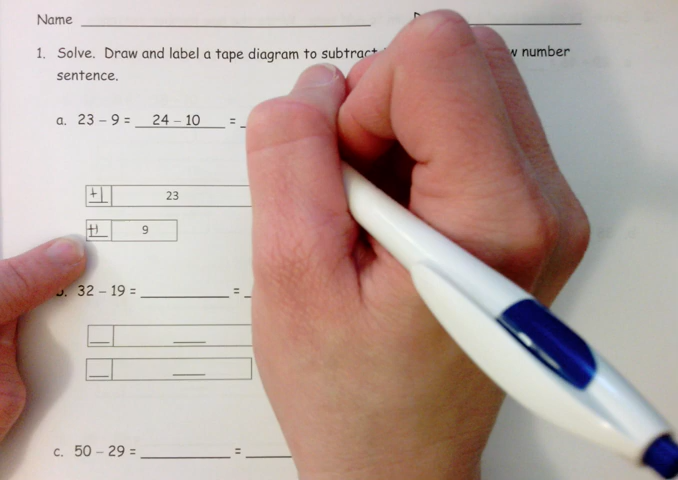 Name
1. Solve. Draw and label a tape diagram to subtract number
sentence.
a. 23 – 9 = 24 – 10 =
+1 23
+1 9
32 – 19 = =
c. 50 – 29 = =